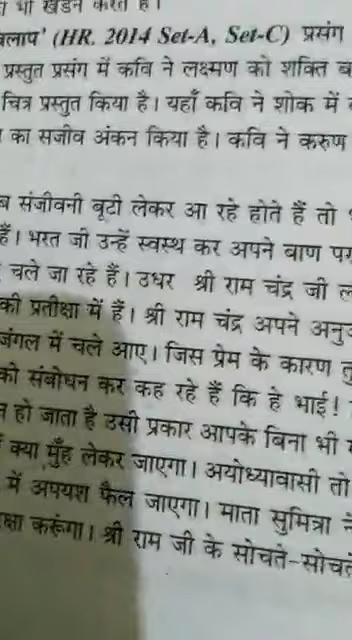 भी खंडन करते हैं।
(HR. 2014 Set-A, Set-C) प्रसंग
प्रस्तुत प्रसंग में कवि ने लक्ष्मण को शक्ति
चित्र प्रस्तुत किया है। यहाँ कवि ने शोक में
का सजीव अंकन किया है। कवि ने करुण
संजीवनी बूटी लेकर आ रहे होते हैं तो
हैं। भरत जी उन्हें स्वस्थ कर अपने बाण पर
चले जा रहे हैं। उधर श्री राम चंद्र जी
की प्रतीक्षा में हैं। श्री राम चंद्र अपने
जंगल में चले आए। जिस प्रेम के कारण
को संबोधन कर कह रहे हैं कि हे भाई!
हो जाता है उसी प्रकार आपके बिना भी
क्या मुँह लेकर जाएगा। अयोध्यावासी तो
में अपयश फैल जाएगा। माता सुमित्रा
करूंगा। श्री राम जी के सोचते-सोचते